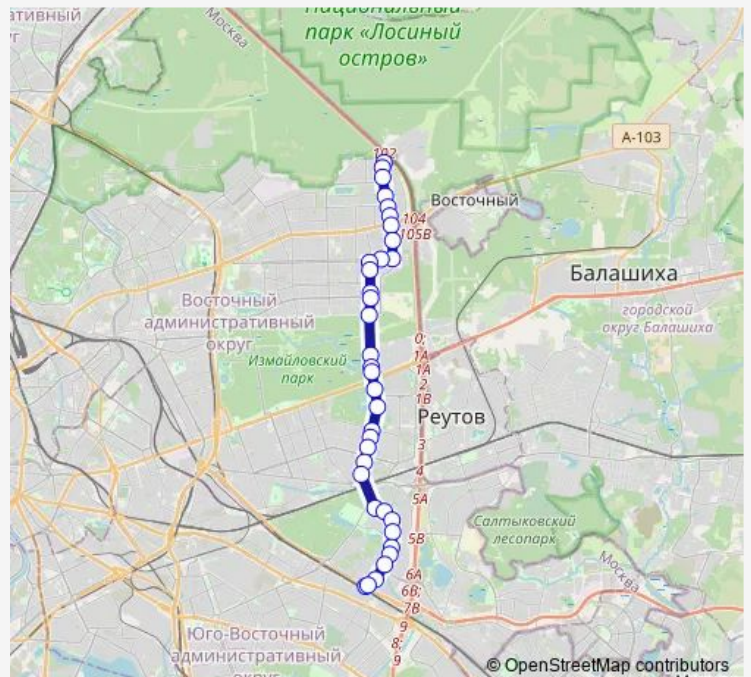 Национальный
парк «Лосиный
остров»
ативный
Москва
102
А-103
Восточный
104
105В
Балашиха
городской
округ Балашиха
Восточный
административный
округ
Измайловский
парк
0;
1А
1А
2
1В
Реутов
3
4
5А
Салтыковский
лесопарк
5В
Москва
6А
6В;
7В
9
8;
9
Юго-Восточный
административный
округ
© OpenStreetMap contributors